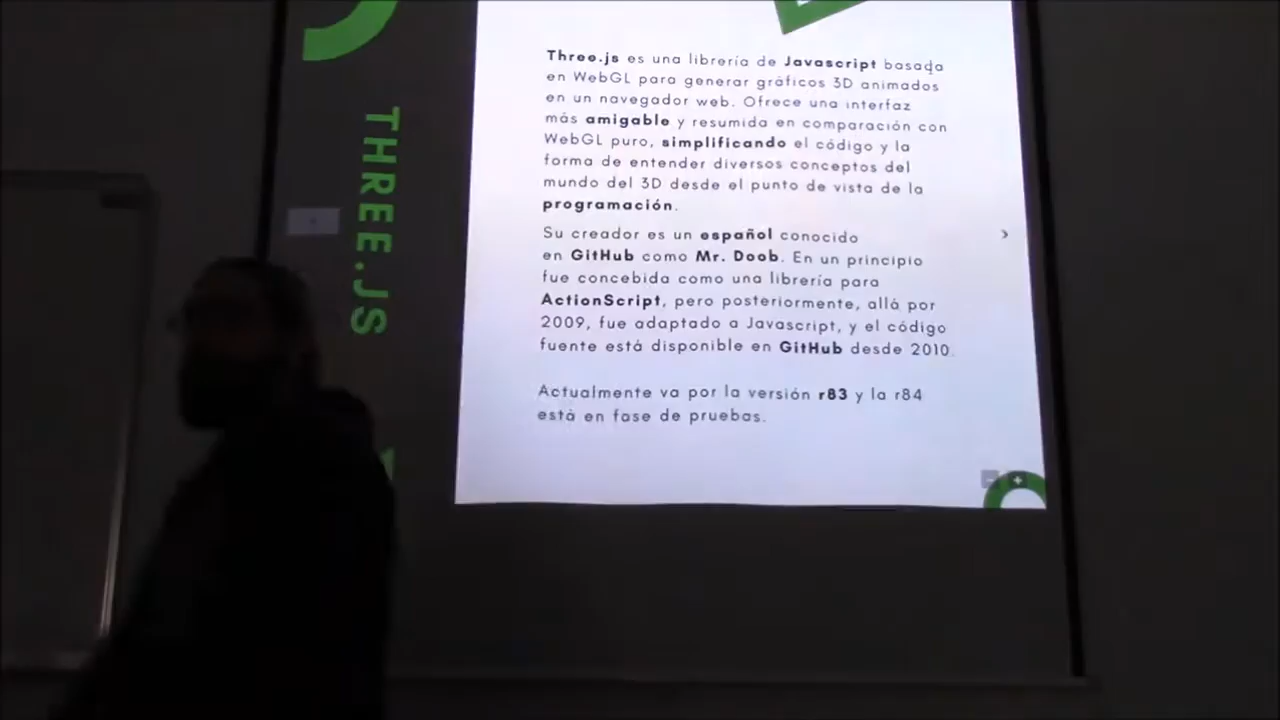 THREE.JS
Three.js es una librería de Javascript basada
en WebGL para generar gráficos 3D animados
en un navegador web. Ofrece una interfaz
más amigable y resumida en comparación con
WebGL puro, simplificando el código y la
forma de entender diversos conceptos del
mundo del 3D desde el punto de vista de la
programación.
Su creador es un español conocido
en GitHub como Mr. Doob. En un principio
fue concebida como una librería para
ActionScript, pero posteriormente, allá por
2009, fue adaptado a Javascript, y el código
fuente está disponible en GitHub desde 2010.
Actualmente va por la versión r83 y la r84
está en fase de pruebas.